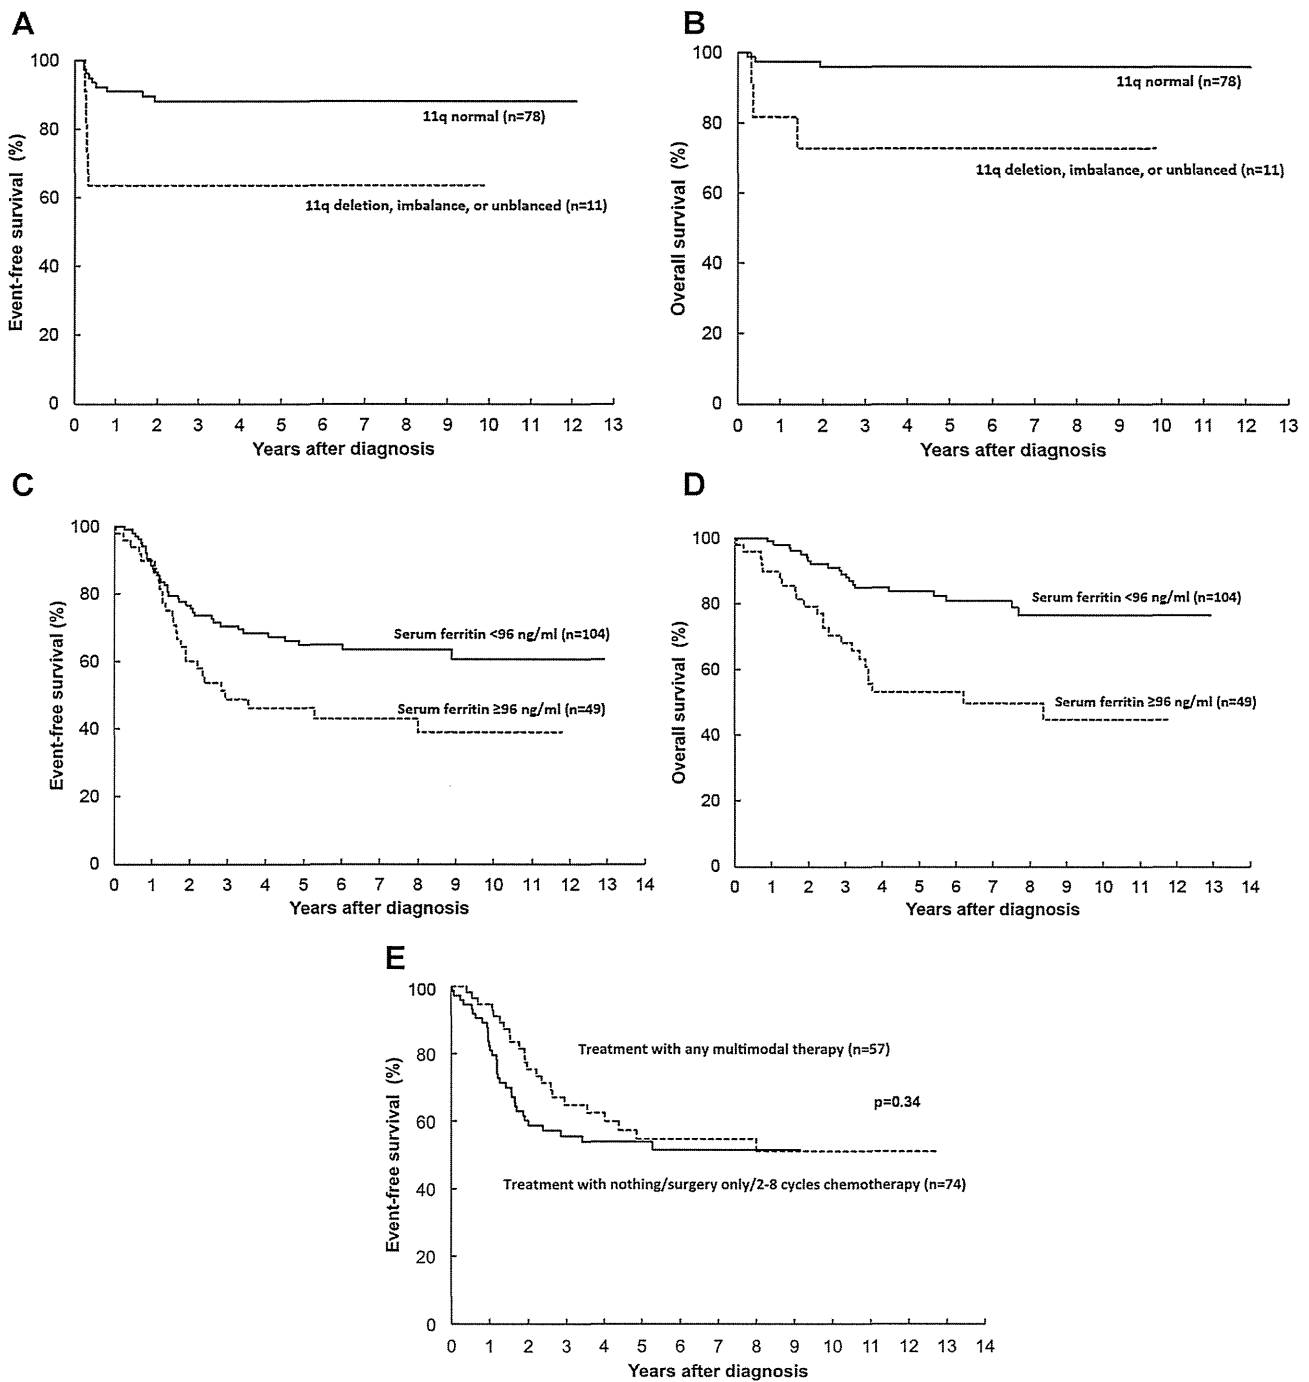 A
B
100
80
60
40
20
0
Event-free survival (%)
11q normal (n=78)
11q deletion, imbalance, or unblanced (n=11)
0 1 2 3 4 5 6 7 8 9 10 11 12 13
Years after diagnosis
100
80
60
40
20
0
Overall survival (%)
11q normal (n=78)
11q deletion, imbalance, or unblanced (n=11)
0 1 2 3 4 5 6 7 8 9 10 11 12 13
Years after diagnosis
C
D
100
80
60
40
20
0
Event-free survival (%)
Serum ferritin <96 ng/ml (n=104)
Serum ferritin ≥96 ng/ml (n=49)
0 1 2 3 4 5 6 7 8 9 10 11 12 13 14
Years after diagnosis
100
80
60
40
20
0
Overall survival (%)
Serum ferritin <96 ng/ml (n=104)
Serum ferritin ≥96 ng/ml (n=49)
0 1 2 3 4 5 6 7 8 9 10 11 12 13 14
Years after diagnosis
E
100
80
60
40
20
0
Event-free survival (%)
Treatment with any multimodal therapy (n=57)
p=0.34
Treatment with nothing/surgery only/2-8 cycles chemotherapy (n=74)
0 1 2 3 4 5 6 7 8 9 10 11 12 13 14
Years after diagnosis